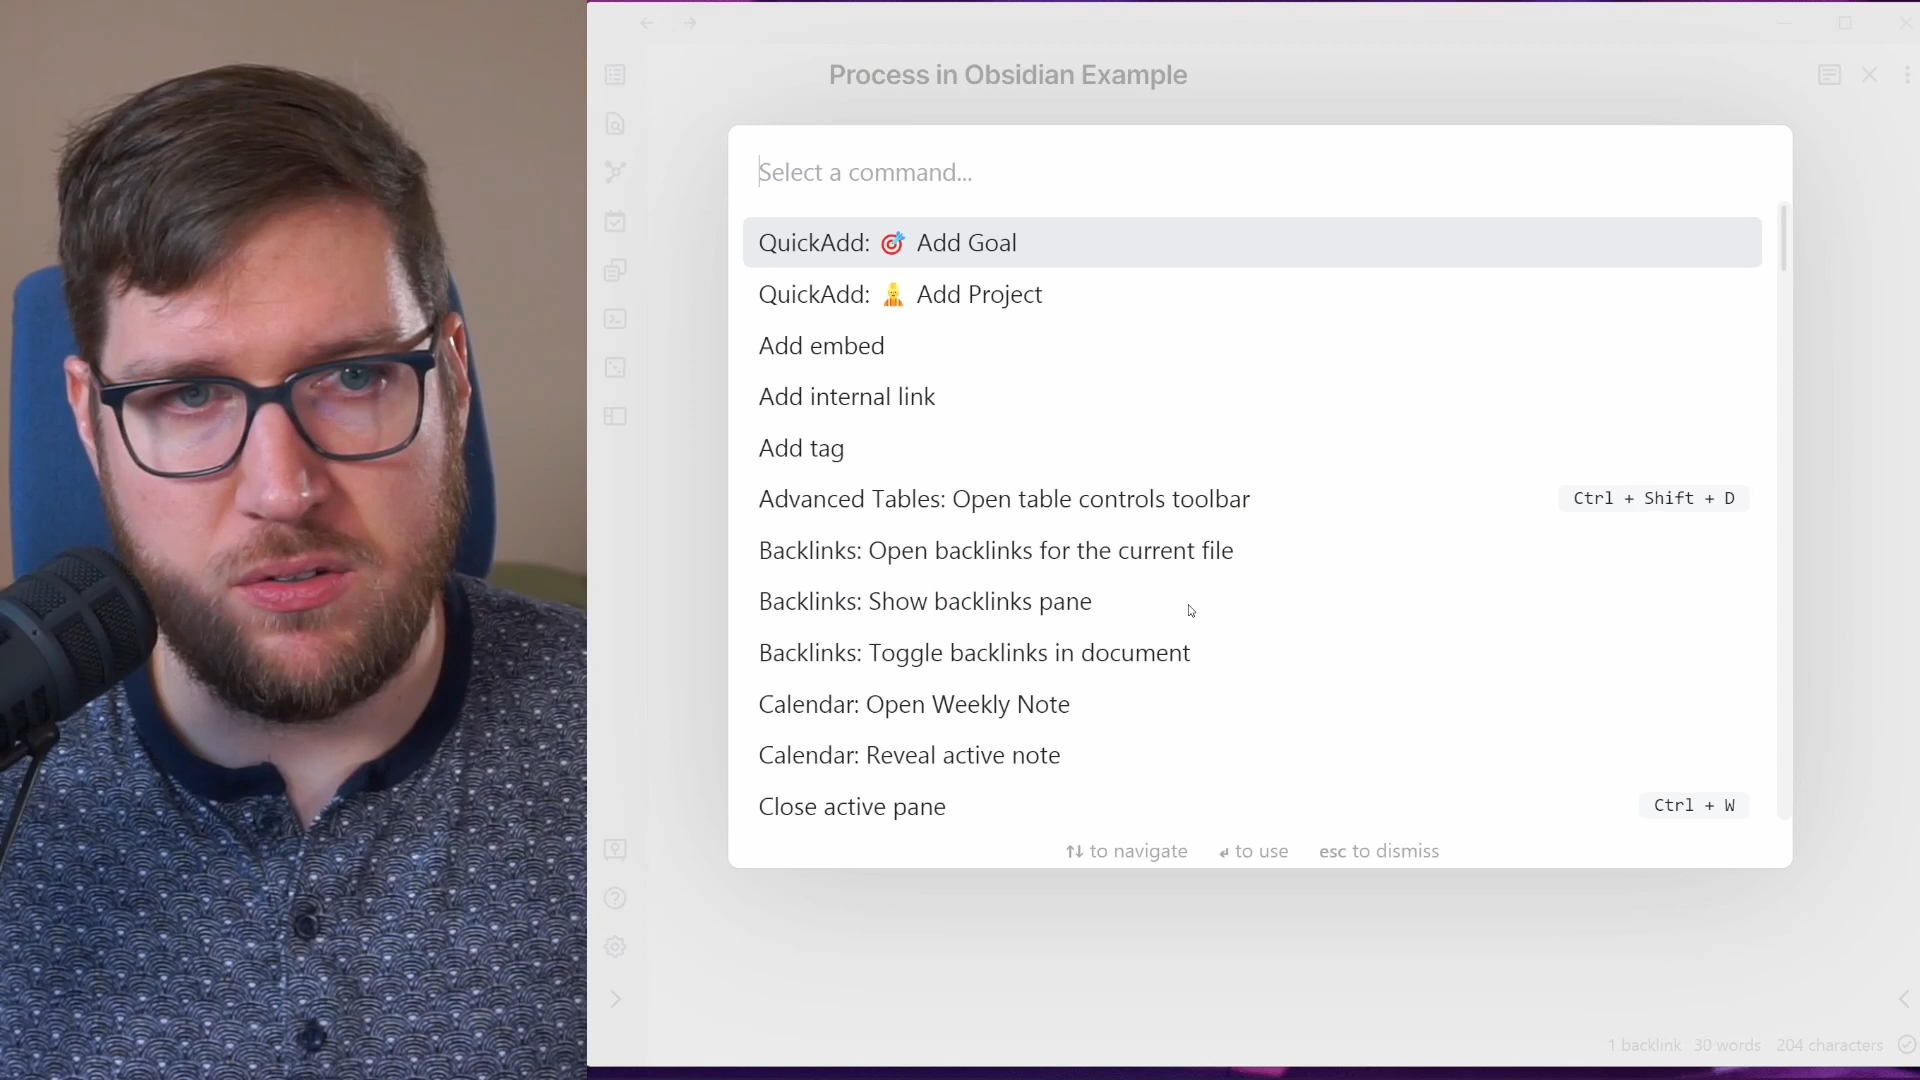 Process in Obsidian Example
Select a command...
QuickAdd: 🎯 Add Goal
QuickAdd: Add Project
Add embed
Add internal link
Add tag
Advanced Tables: Open table controls toolbar Ctrl + Shift + D
Backlinks: Open backlinks for the current file
Backlinks: Show backlinks pane
Backlinks: Toggle backlinks in document
Calendar: Open Weekly Note
Calendar: Reveal active note
Close active pane Ctrl + W
↑↓ to navigate ↵ to use esc to dismiss
1 backlink 30 words 204 characters